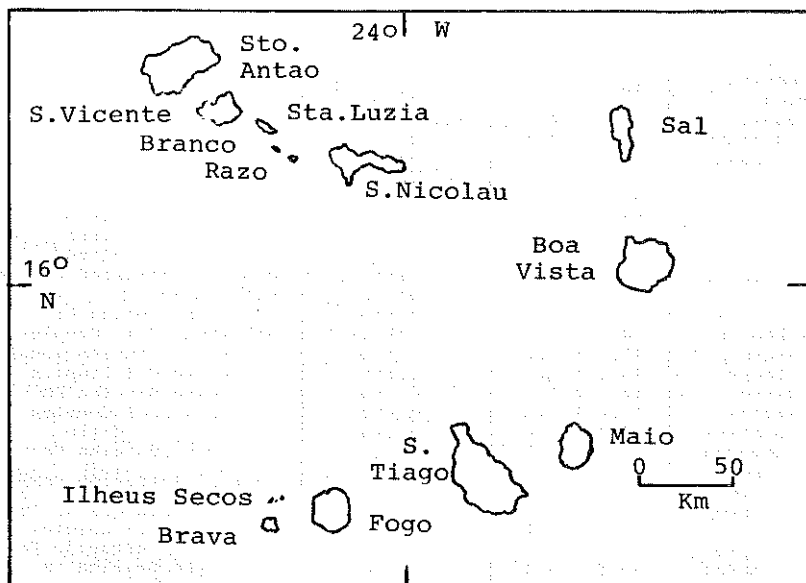 24° W
Sto.
Antao
S.Vicente
Sta.Luzia
Branco
Razo
S.Nicolau
Sal
Boa
Vista
16°
N
S.
Tiago
Maio
0 50
Km
Ilheus Secos
Brava
Fogo